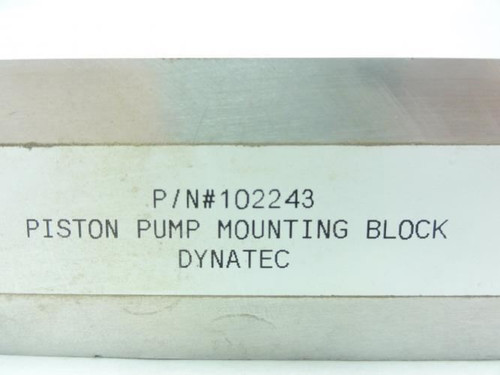 P/N#102243
PISTON PUMP MOUNTING BLOCK
DYNATEC